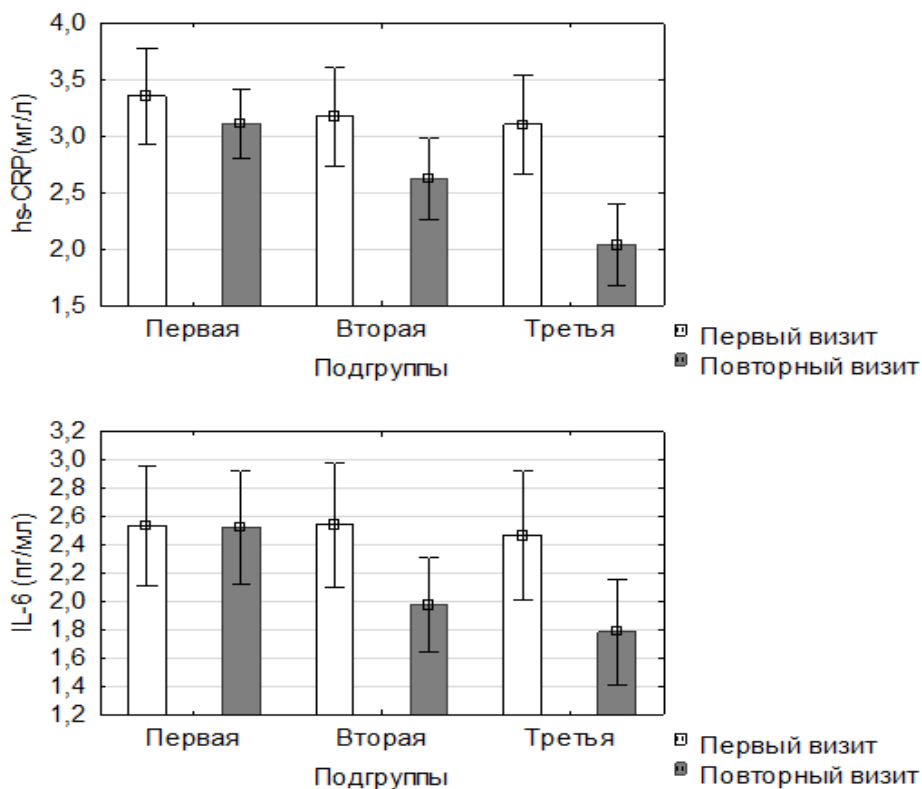 hs-CRP(мг/л)
4,0
3,5
3,0
2,5
2,0
1,5
Первая Вторая Третья
Подгруппы
Первый визит
Повторный визит
IL-6 (пг/мл)
3,2
3,0
2,8
2,6
2,4
2,2
2,0
1,8
1,6
1,4
1,2
Первая Вторая Третья
Подгруппы
Первый визит
Повторный визит